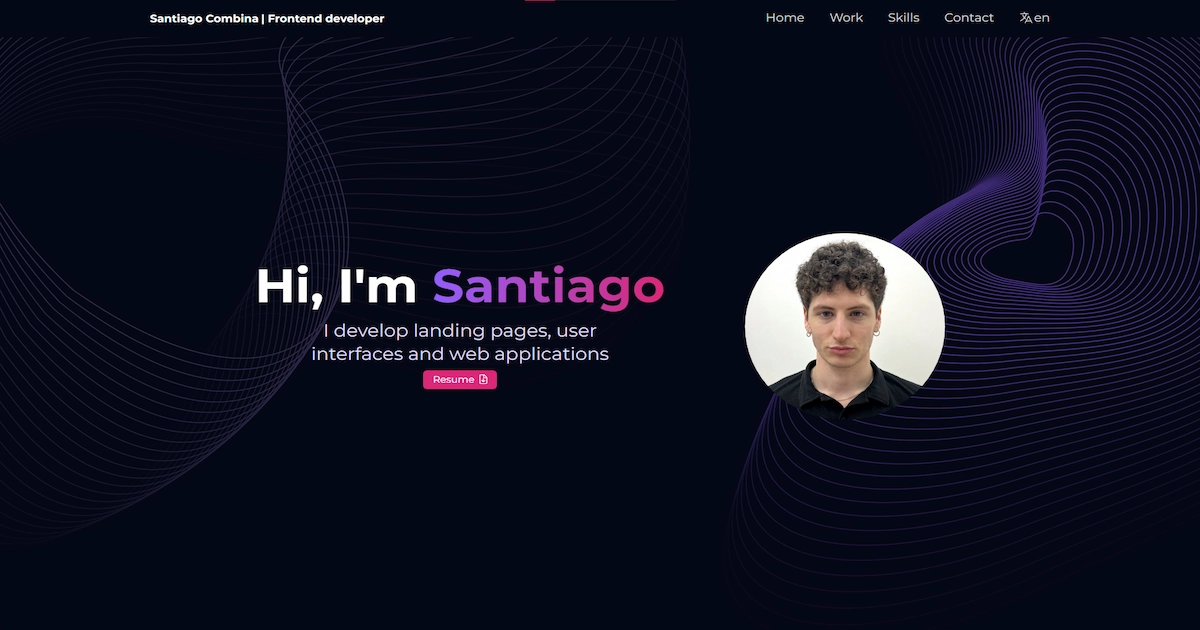 Santiago Combina | Frontend developer
Home Work Skills Contact en
Hi, I'm Santiago
I develop landing pages, user
interfaces and web applications
Resume